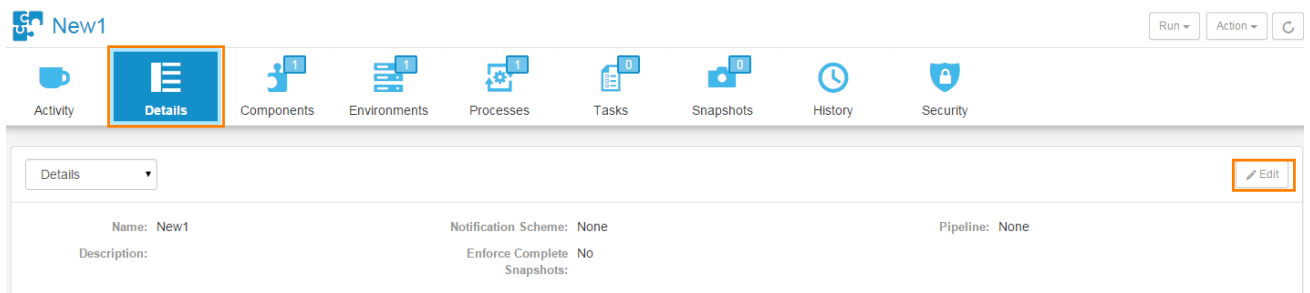 New1
Run
Action
1
1
1
0
0
Activity
Details
Components
Environments
Processes
Tasks
Snapshots
History
Security
Details
Edit
Name: New1
Notification Scheme: None
Pipeline: None
Description:
Enforce Complete No
Snapshots: